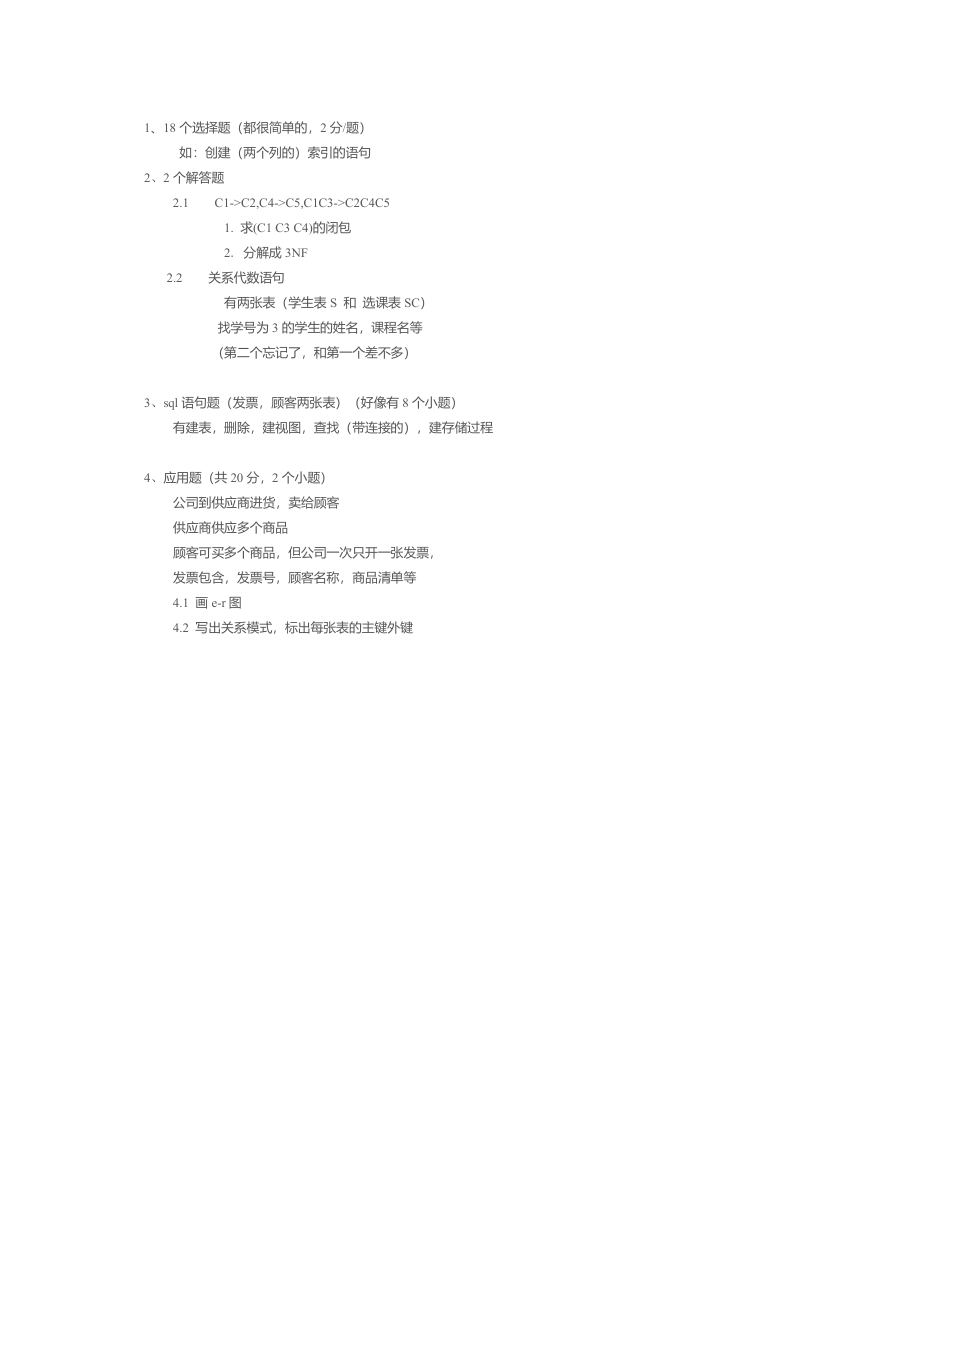 1、18 个选择题（都很简单的，2 分/题）
如：创建（两个列的）索引的语句
2、2 个解答题
2.1 C1->C2,C4->C5,C1C3->C2C4C5
1. 求(C1 C3 C4)的闭包
2. 分解成 3NF
2.2 关系代数语句
有两张表（学生表 S 和 选课表 SC）
找学号为 3 的学生的姓名，课程名等
（第二个忘记了，和第一个差不多）
3、sql 语句题（发票，顾客两张表）（好像有 8 个小题）
有建表，删除，建视图，查找（带连接的），建存储过程
4、应用题（共 20 分，2 个小题）
公司到供应商进货，卖给顾客
供应商供应多个商品
顾客可买多个商品，但公司一次只开一张发票，
发票包含，发票号，顾客名称，商品清单等
4.1 画 e-r 图
4.2 写出关系模式，标出每张表的主键外键